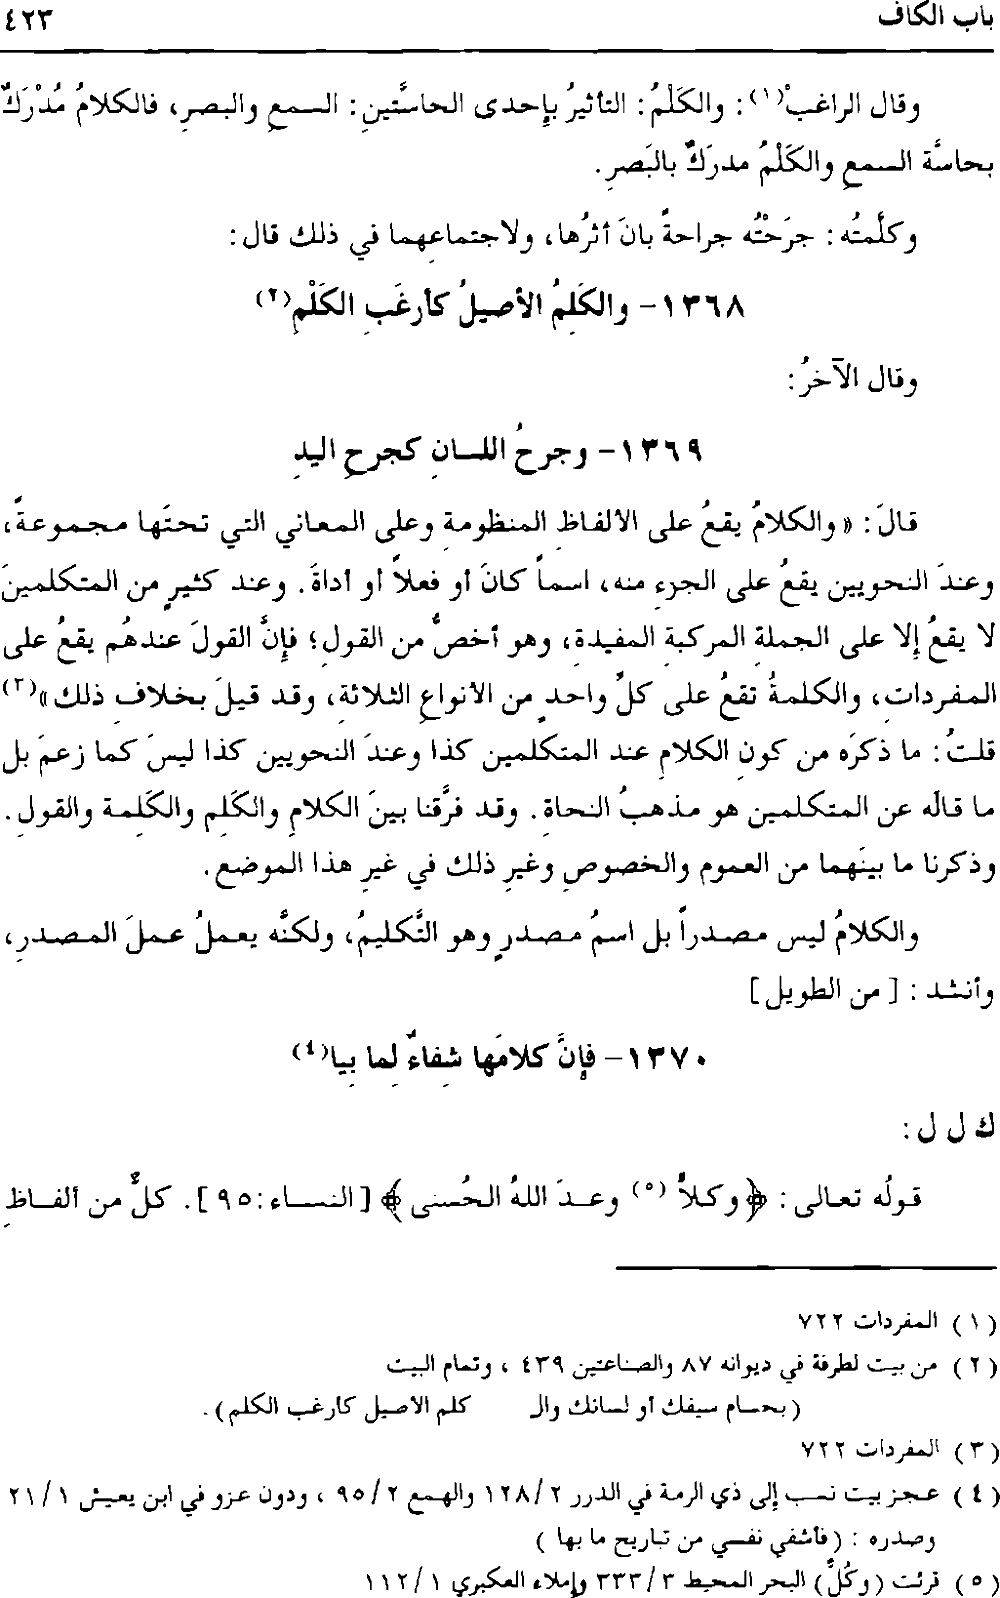 باب الكاف ٤٢٣
وقال الراغبُ(١): والكَلْمُ: التأثيرُ بإحدى الحاسَّتينِ: السمعِ والبصرِ، فالكلامُ مُدْرَكٌ
بحاسَّة السمعِ والكَلْمُ مدرَكٌ بالبَصرِ.
وكلَّمتُه: جرَحْتُه جراحةً بانَ أثرُها، ولاجتماعِهما في ذلك قال:
١٣٦٨- والكَلِمُ الأصيلُ كأرغَبِ الكَلْمِ(٢)
وقال الآخرُ:
١٣٦٩- وجرحُ اللسانِ كجرحِ اليدِ
قالَ: «والكلامُ يقعُ على الألفاظِ المنظومةِ وعلى المعاني التي تحتَها مجموعةً،
وعندَ النحويين يقعُ على الجزءِ منه، اسماً كانَ أو فعلاً أو أداةً. وعند كثيرٍ من المتكلمينَ
لا يقعُ إلا على الجملةِ المركبة المفيدةِ، وهو أخصُّ من القولِ؛ فإنَّ القولَ عندهُم يقعُ على
المفرداتِ، والكلمةُ تقعُ على كلِّ واحدٍ من الأنواعِ الثلاثةِ، وقد قيلَ بخلافِ ذلك»(٣)
قلتُ: ما ذكرَه من كونِ الكلامِ عند المتكلمين كذا وعندَ النحويين كذا ليسَ كما زعمَ بل
ما قالَه عن المتكلمين هو مذهبُ النحاةِ. وقد فرَّقنا بينَ الكلامِ والكَلِم والكَلِمة والقولِ.
وذكرنا ما بينَهما من العموم والخصوصِ وغيرِ ذلك في غيرِ هذا الموضع.
والكلامُ ليس مصدراً بل اسمُ مصدرٍ وهو التَّكليمُ، ولكنَّه يعملُ عملَ المصدرِ،
وأنشد: [من الطويل]
١٣٧٠- فإنَّ كلامَها شِفاءٌ لِما بِيا(٤)
ك ل ل:
قولُه تعالى: ﴿وكلاً(٥) وعدَ اللهُ الحُسنى﴾ [النساء: ٩٥]. كلٌّ من ألفاظِ
(١) المفردات ٧٢٢
(٢) من بيت لطرفة في ديوانه ٨٧ والصناعتين ٤٣٩، وتمام البيت
(بحسام سيفك أو لسانك وال كلم الأصيل كأرغب الكلم).
(٣) المفردات ٧٢٢
(٤) عجز بيت نسب إلى ذي الرمة في الدرر ١٢٨/٢ والهمع ٩٥/٢، ودون عزو في ابن يعيش ٢١/١
وصدره: (فأشفي نفسي من تباريح ما بها)
(٥) قرئت (وكُلٌّ) البحر المحيط ٣٣٣/٣ وإملاء العكبري ١١٢/١